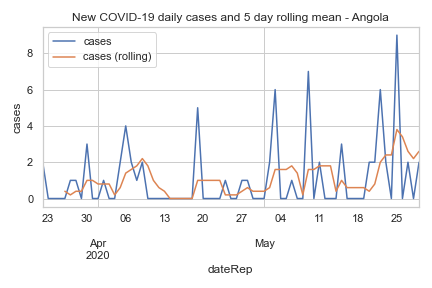 New COVID-19 daily cases and 5 day rolling mean - Angola
cases
cases (rolling)
cases
8
6
4
2
0
23 30 06 13 20 27 04 11 18 25
Apr May
2020
dateRep